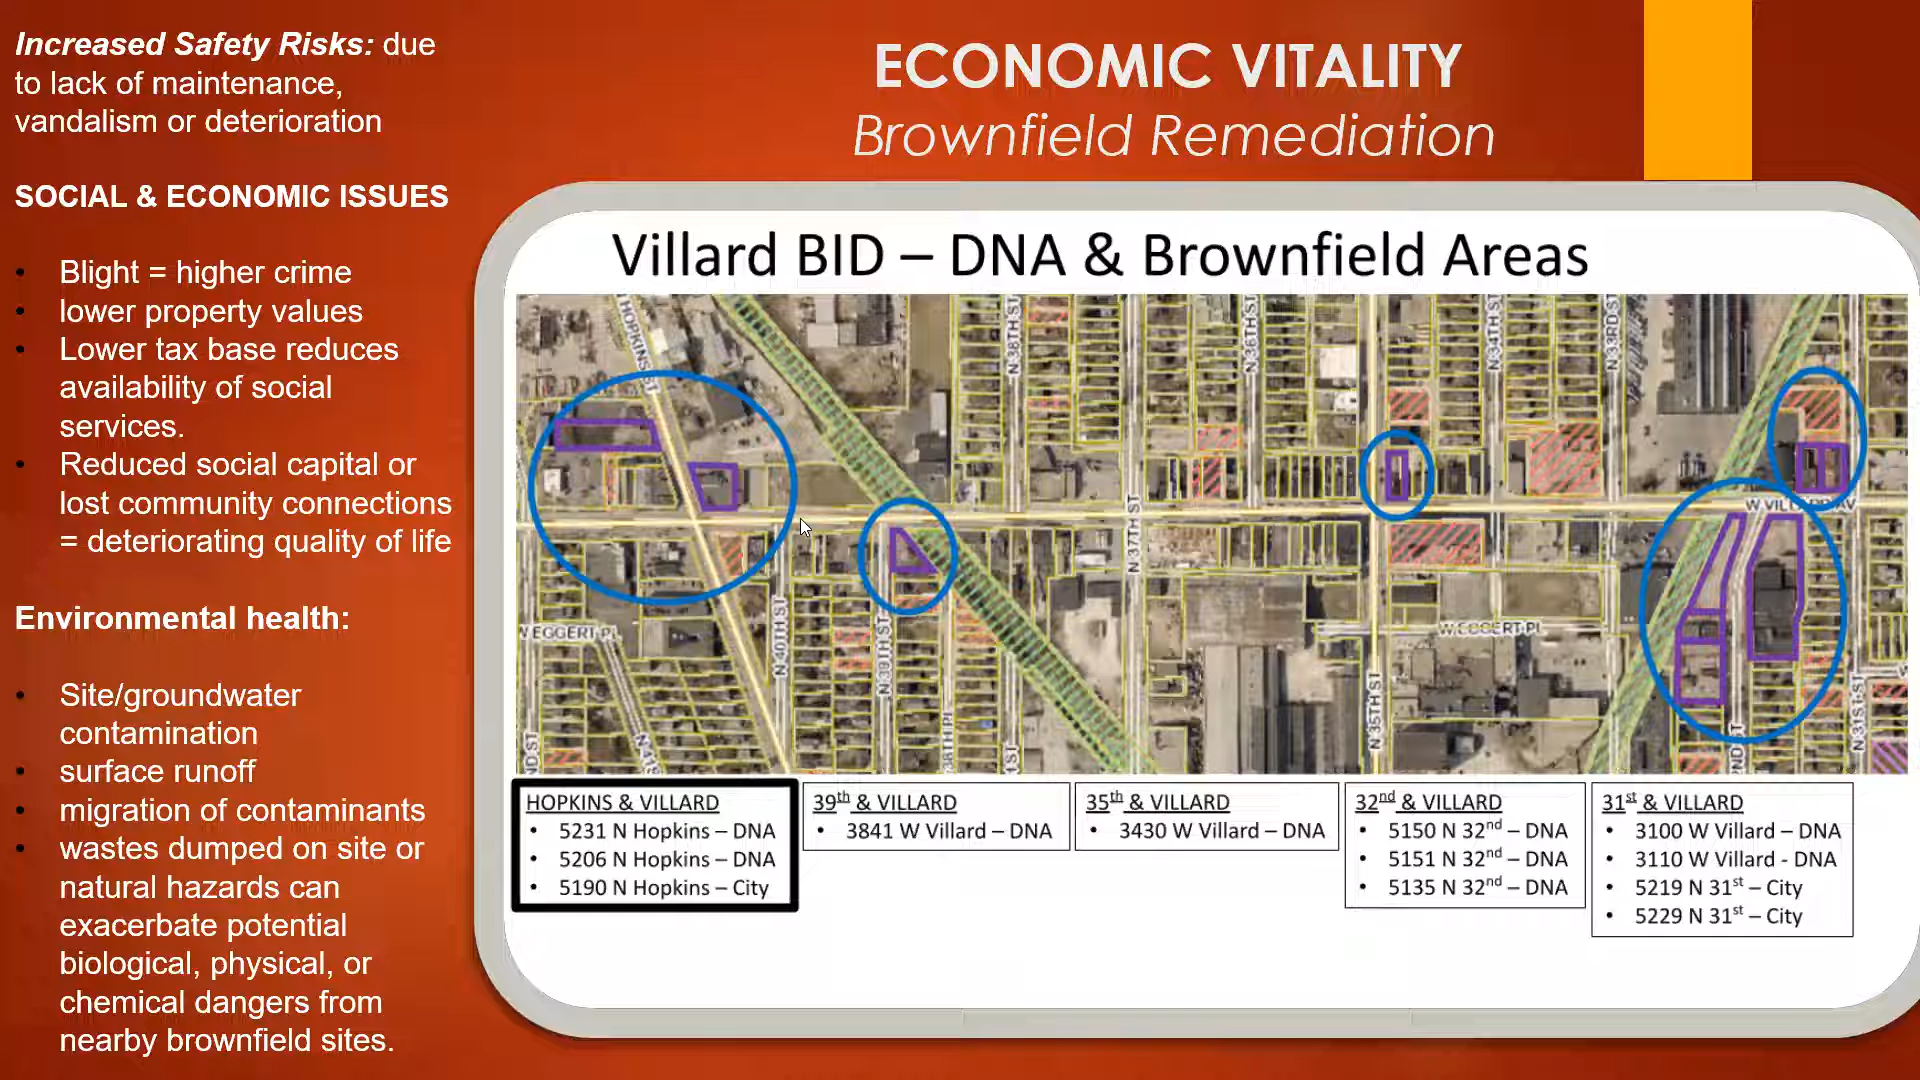 Increased Safety Risks: due
to lack of maintenance,
vandalism or deterioration
SOCIAL & ECONOMIC ISSUES
• Blight = higher crime
• lower property values
• Lower tax base reduces
availability of social
services.
• Reduced social capital or
lost community connections
= deteriorating quality of life
Environmental health:
• Site/groundwater
contamination
• surface runoff
• migration of contaminants
• wastes dumped on site or
natural hazards can
exacerbate potential
biological, physical, or
chemical dangers from
nearby brownfield sites.
ECONOMIC VITALITY
Brownfield Remediation
Villard BID – DNA & Brownfield Areas
HOPKINS ST
N 38TH ST
N 36TH ST
N 34TH ST
N 33RD ST
N 37TH ST
W EGGERT PL
N 40TH ST
N 39TH ST
W EGGERT PL
N 35TH ST
N 31ST ST
HOPKINS & VILLARD
• 5231 N Hopkins – DNA
• 5206 N Hopkins – DNA
• 5190 N Hopkins – City
39th & VILLARD
• 3841 W Villard – DNA
35th & VILLARD
• 3430 W Villard – DNA
32nd & VILLARD
• 5150 N 32nd – DNA
• 5151 N 32nd – DNA
• 5135 N 32nd – DNA
31st & VILLARD
• 3100 W Villard – DNA
• 3110 W Villard - DNA
• 5219 N 31st – City
• 5229 N 31st – City